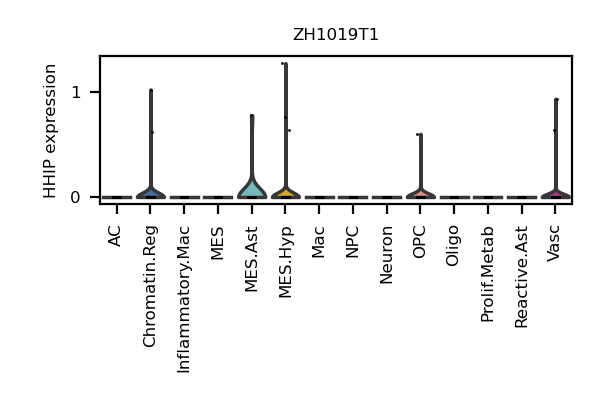 ZH1019T1
HHIP expression
1
0
AC
Chromatin.Reg
Inflammatory.Mac
MES
MES.Ast
MES.Hyp
Mac
NPC
Neuron
OPC
Oligo
Prolif.Metab
Reactive.Ast
Vasc